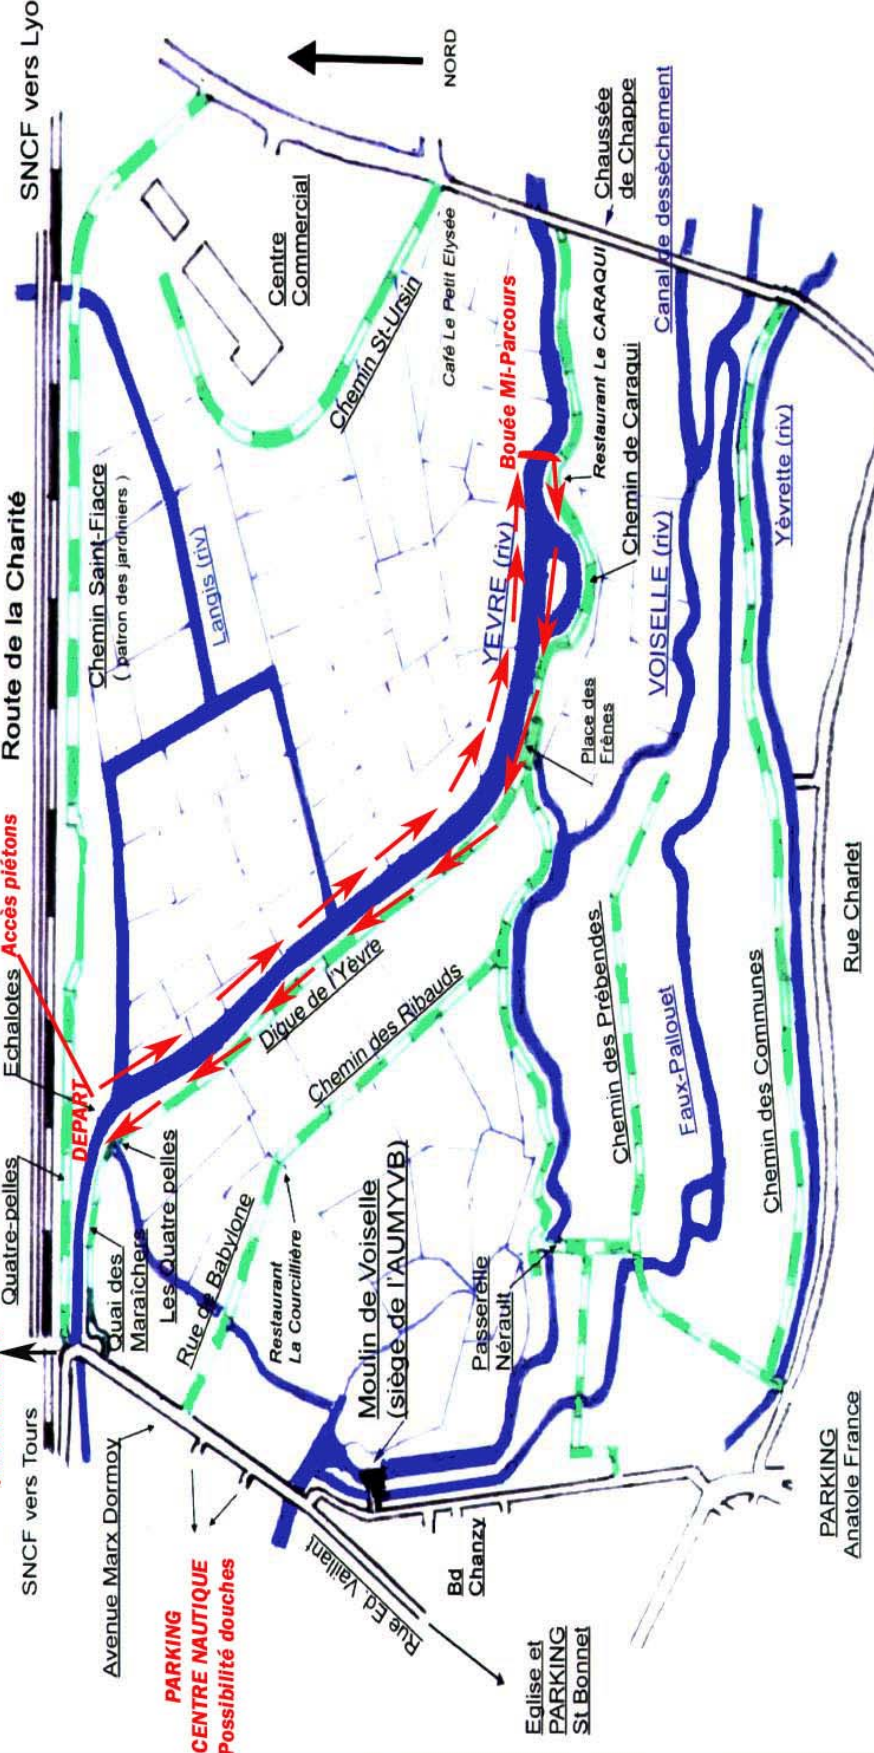 SNCF vers Tours
Quatre-pelles
Echalotes
Accès piétons
Route de la Charité
SNCF vers Lyo
DEPART
Chemin Saint-Fiacre
( patron des jardiniers )
Langis (riv)
Centre
Commercial
NORD
Avenue Marx Dormoy
Quai des
Maraîchers
Les Quatre pelles
PARKING
CENTRE NAUTIQUE
Possibilité douches
Rue de Babylone
Restaurant
La Courcillière
Chemin des Ribauds
Digue de l'Yèvre
Chemin St-Ursin
Café Le Petit Elysée
YEVRE (riv)
Bouée Mi-Parcours
Chaussée
de Chappe
Canal de dessèchement
Rue Ed. Vaillant
Moulin de Voiselle
(siège de l'AUMYVB)
Bd
Chanzy
Passerelle
Nérault
Place des
Frênes
Restaurant Le CARAQUI
Chemin de Caraqui
VOISELLE (riv)
Eglise et
PARKING
St Bonnet
Chemin des Prébendes
Faux-Pallouet
Chemin des Communes
Yèvrette (riv)
PARKING
Anatole France
Rue Charlet